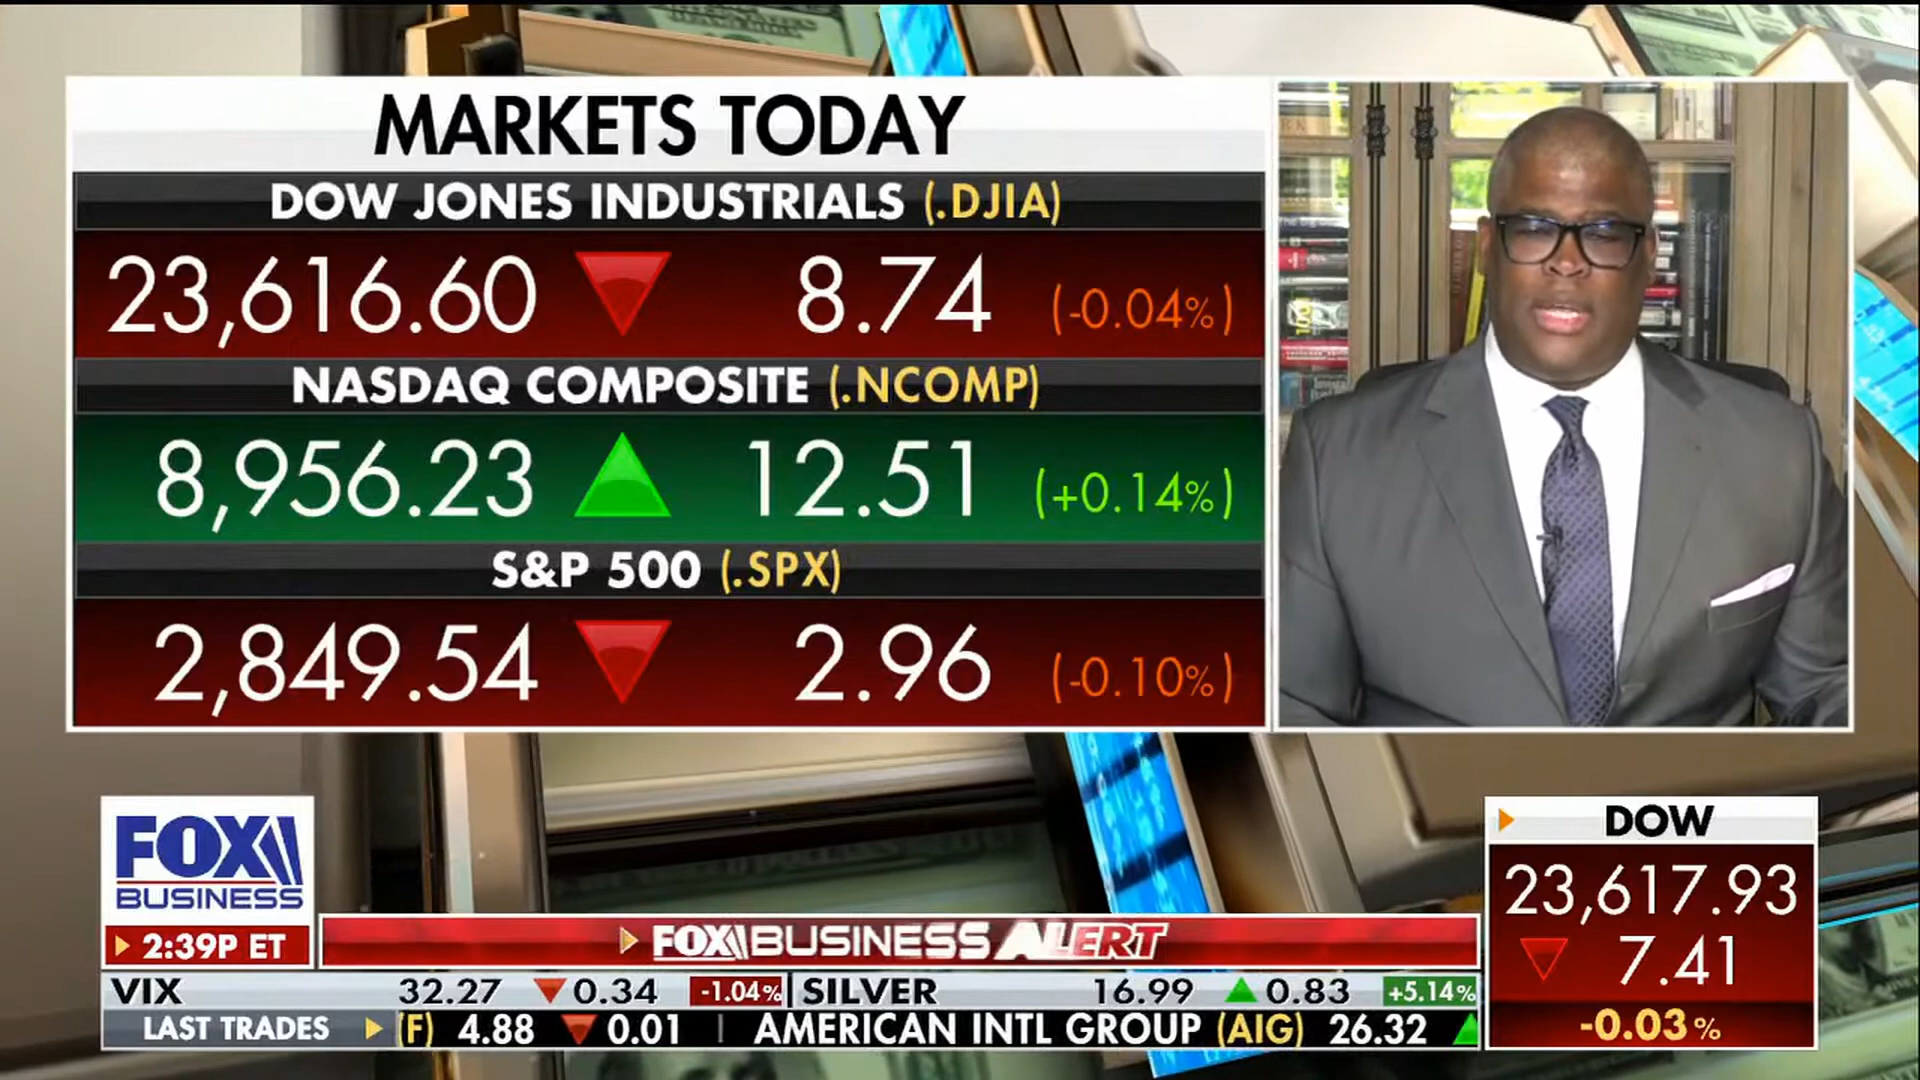 MARKETS TODAY
DOW JONES INDUSTRIALS (.DJIA)
23,616.60 ▼ 8.74 (-0.04%)
NASDAQ COMPOSITE (.NCOMP)
8,956.23 ▲ 12.51 (+0.14%)
S&P 500 (.SPX)
2,849.54 ▼ 2.96 (-0.10%)
FOX
BUSINESS
2:39P ET
FOX BUSINESS ALERT
VIX 32.27 ▼ 0.34 -1.04% SILVER 16.99 ▲ 0.83 +5.14%
LAST TRADES (F) 4.88 ▼ 0.01 AMERICAN INTL GROUP (AIG) 26.32 ▲
DOW
23,617.93
▼ 7.41
-0.03%